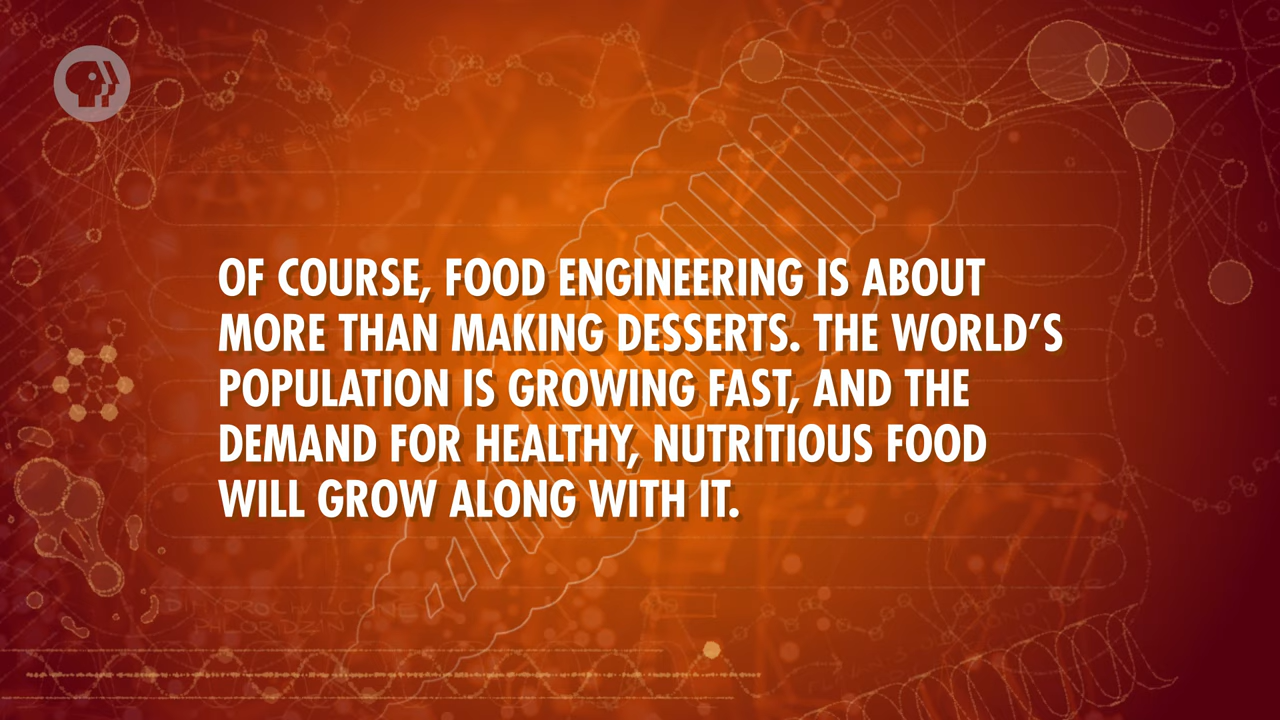 OF COURSE, FOOD ENGINEERING IS ABOUT
MORE THAN MAKING DESSERTS. THE WORLD'S
POPULATION IS GROWING FAST, AND THE
DEMAND FOR HEALTHY, NUTRITIOUS FOOD
WILL GROW ALONG WITH IT.